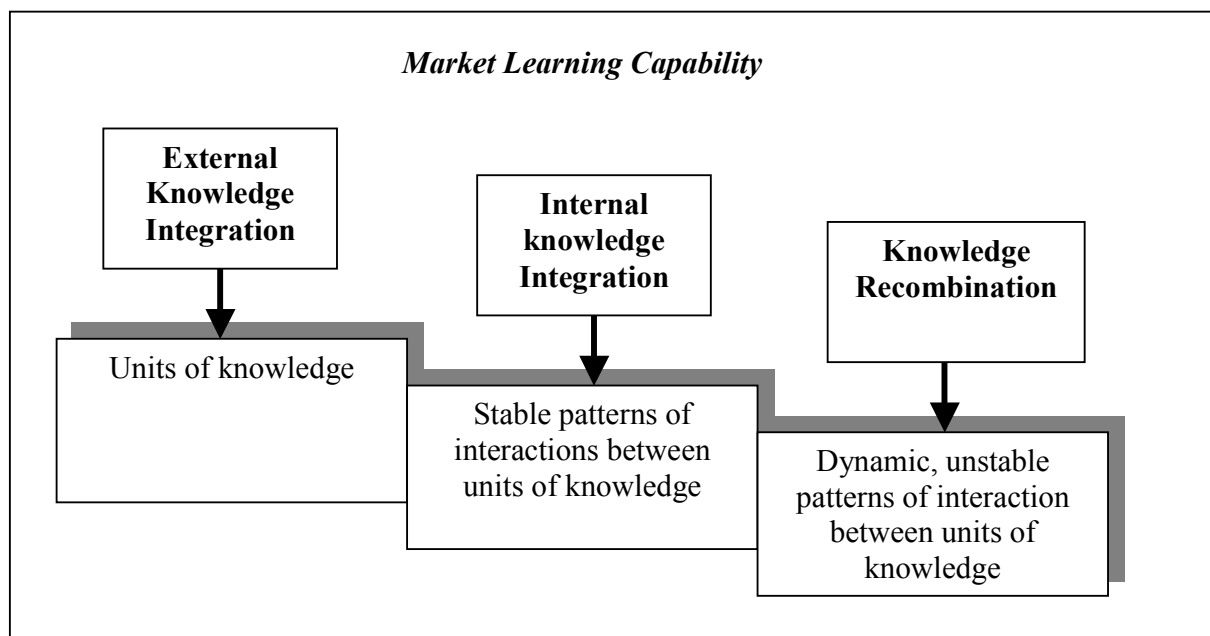 Market Learning Capability
External
Knowledge
Integration
Internal
knowledge
Integration
Knowledge
Recombination
Units of knowledge
Stable patterns of
interactions between
units of knowledge
Dynamic, unstable
patterns of interaction
between units of
knowledge